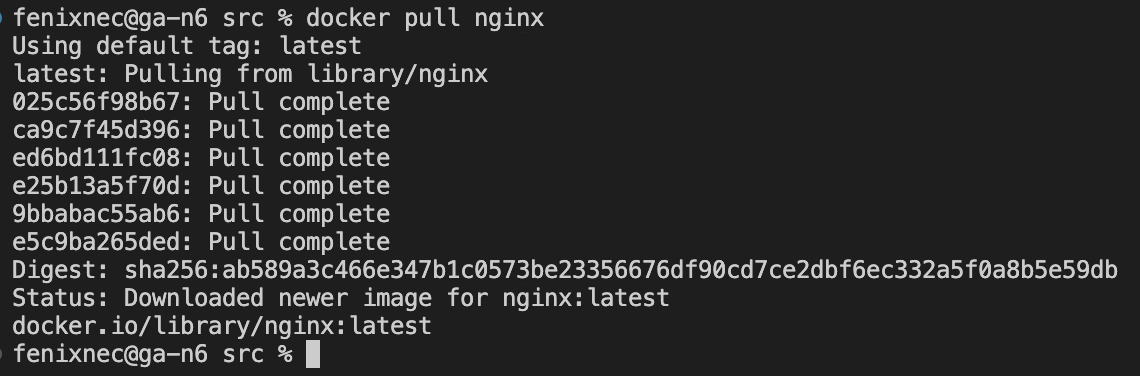 fenixnec@ga-n6 src % docker pull nginx
Using default tag: latest
latest: Pulling from library/nginx
025c56f98b67: Pull complete
ca9c7f45d396: Pull complete
ed6bd111fc08: Pull complete
e25b13a5f70d: Pull complete
9bbabac55ab6: Pull complete
e5c9ba265ded: Pull complete
Digest: sha256:ab589a3c466e347b1c0573be23356676df90cd7ce2dbf6ec332a5f0a8b5e59db
Status: Downloaded newer image for nginx:latest
docker.io/library/nginx:latest
fenixnec@ga-n6 src %